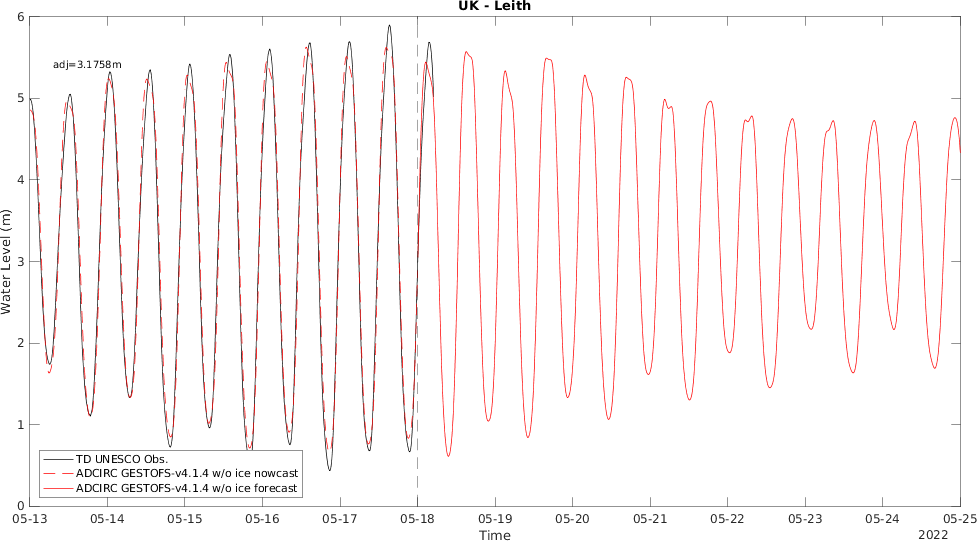 UK - Leith
adj=3.1758m
Water Level (m)
6
5
4
3
2
1
0
TD UNESCO Obs.
ADCIRC GESTOFS-v4.1.4 w/o ice nowcast
ADCIRC GESTOFS-v4.1.4 w/o ice forecast
05-13 05-14 05-15 05-16 05-17 05-18 05-19 05-20 05-21 05-22 05-23 05-24 05-25
Time
2022